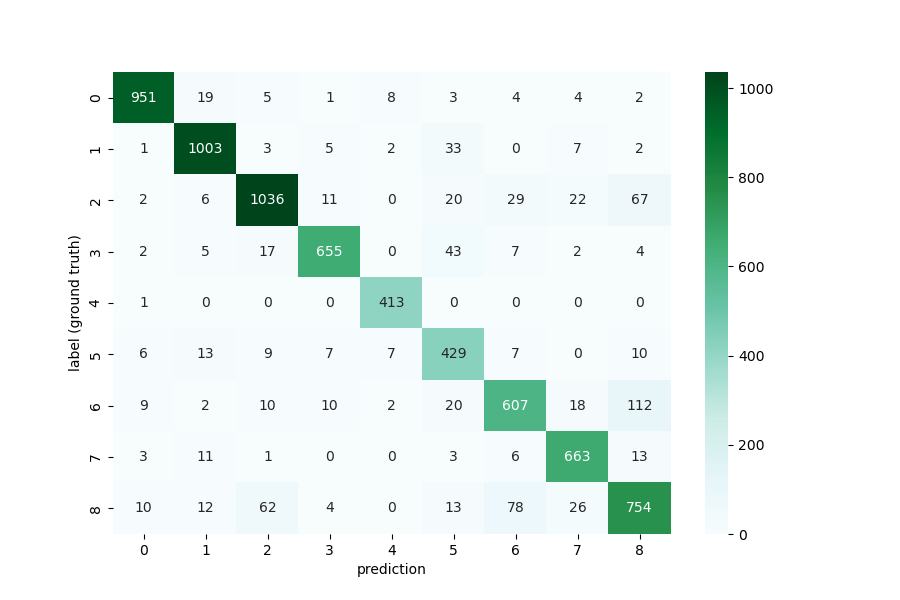 0 951 19 5 1 8 3 4 4 2
1 1 1003 3 5 2 33 0 7 2
2 2 6 1036 11 0 20 29 22 67
3 2 5 17 655 0 43 7 2 4
4 1 0 0 0 413 0 0 0 0
5 6 13 9 7 7 429 7 0 10
6 9 2 10 10 2 20 607 18 112
7 3 11 1 0 0 3 6 663 13
8 10 12 62 4 0 13 78 26 754
0 1 2 3 4 5 6 7 8
prediction
label (ground truth)
1000
800
600
400
200
0